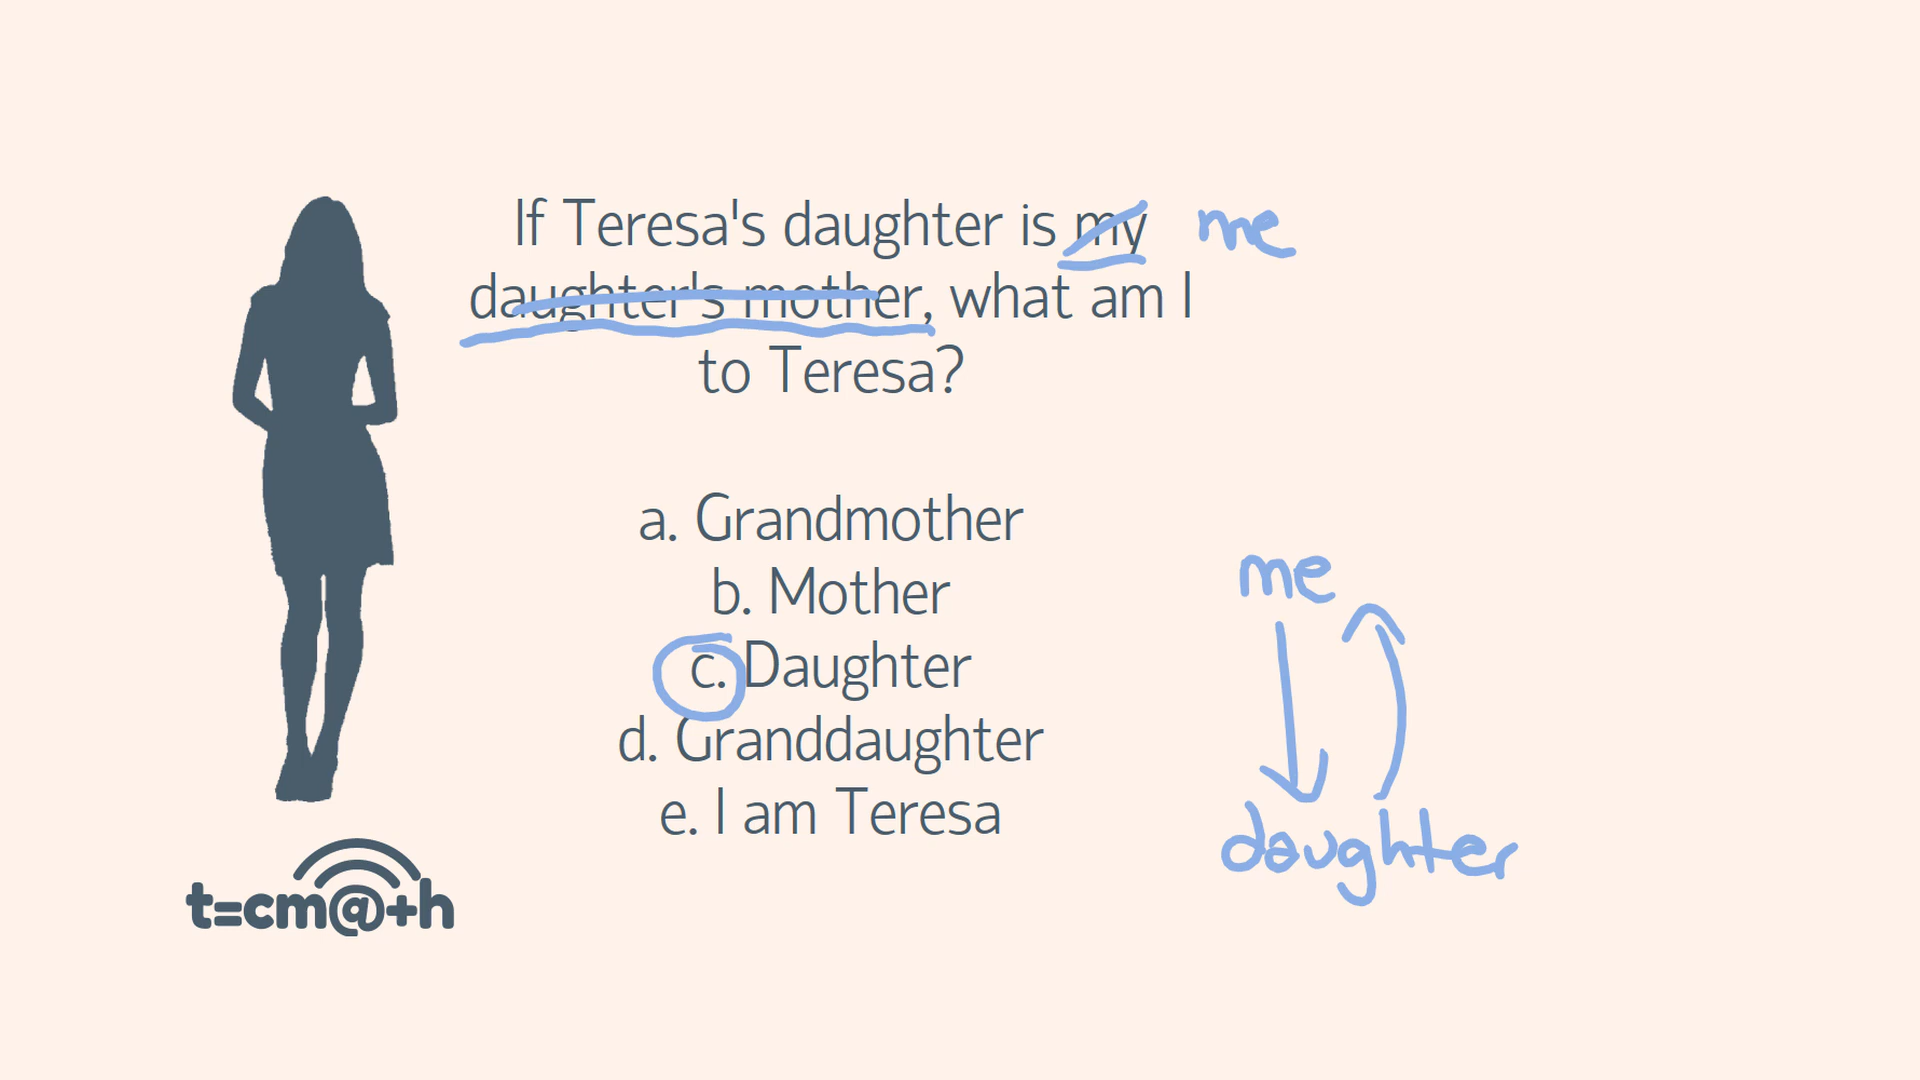 If Teresa's daughter is my me
daughter's mother, what am I
to Teresa?
a. Grandmother
b. Mother
c. Daughter
d. Granddaughter
e. I am Teresa
me
daughter
t=cm@+h